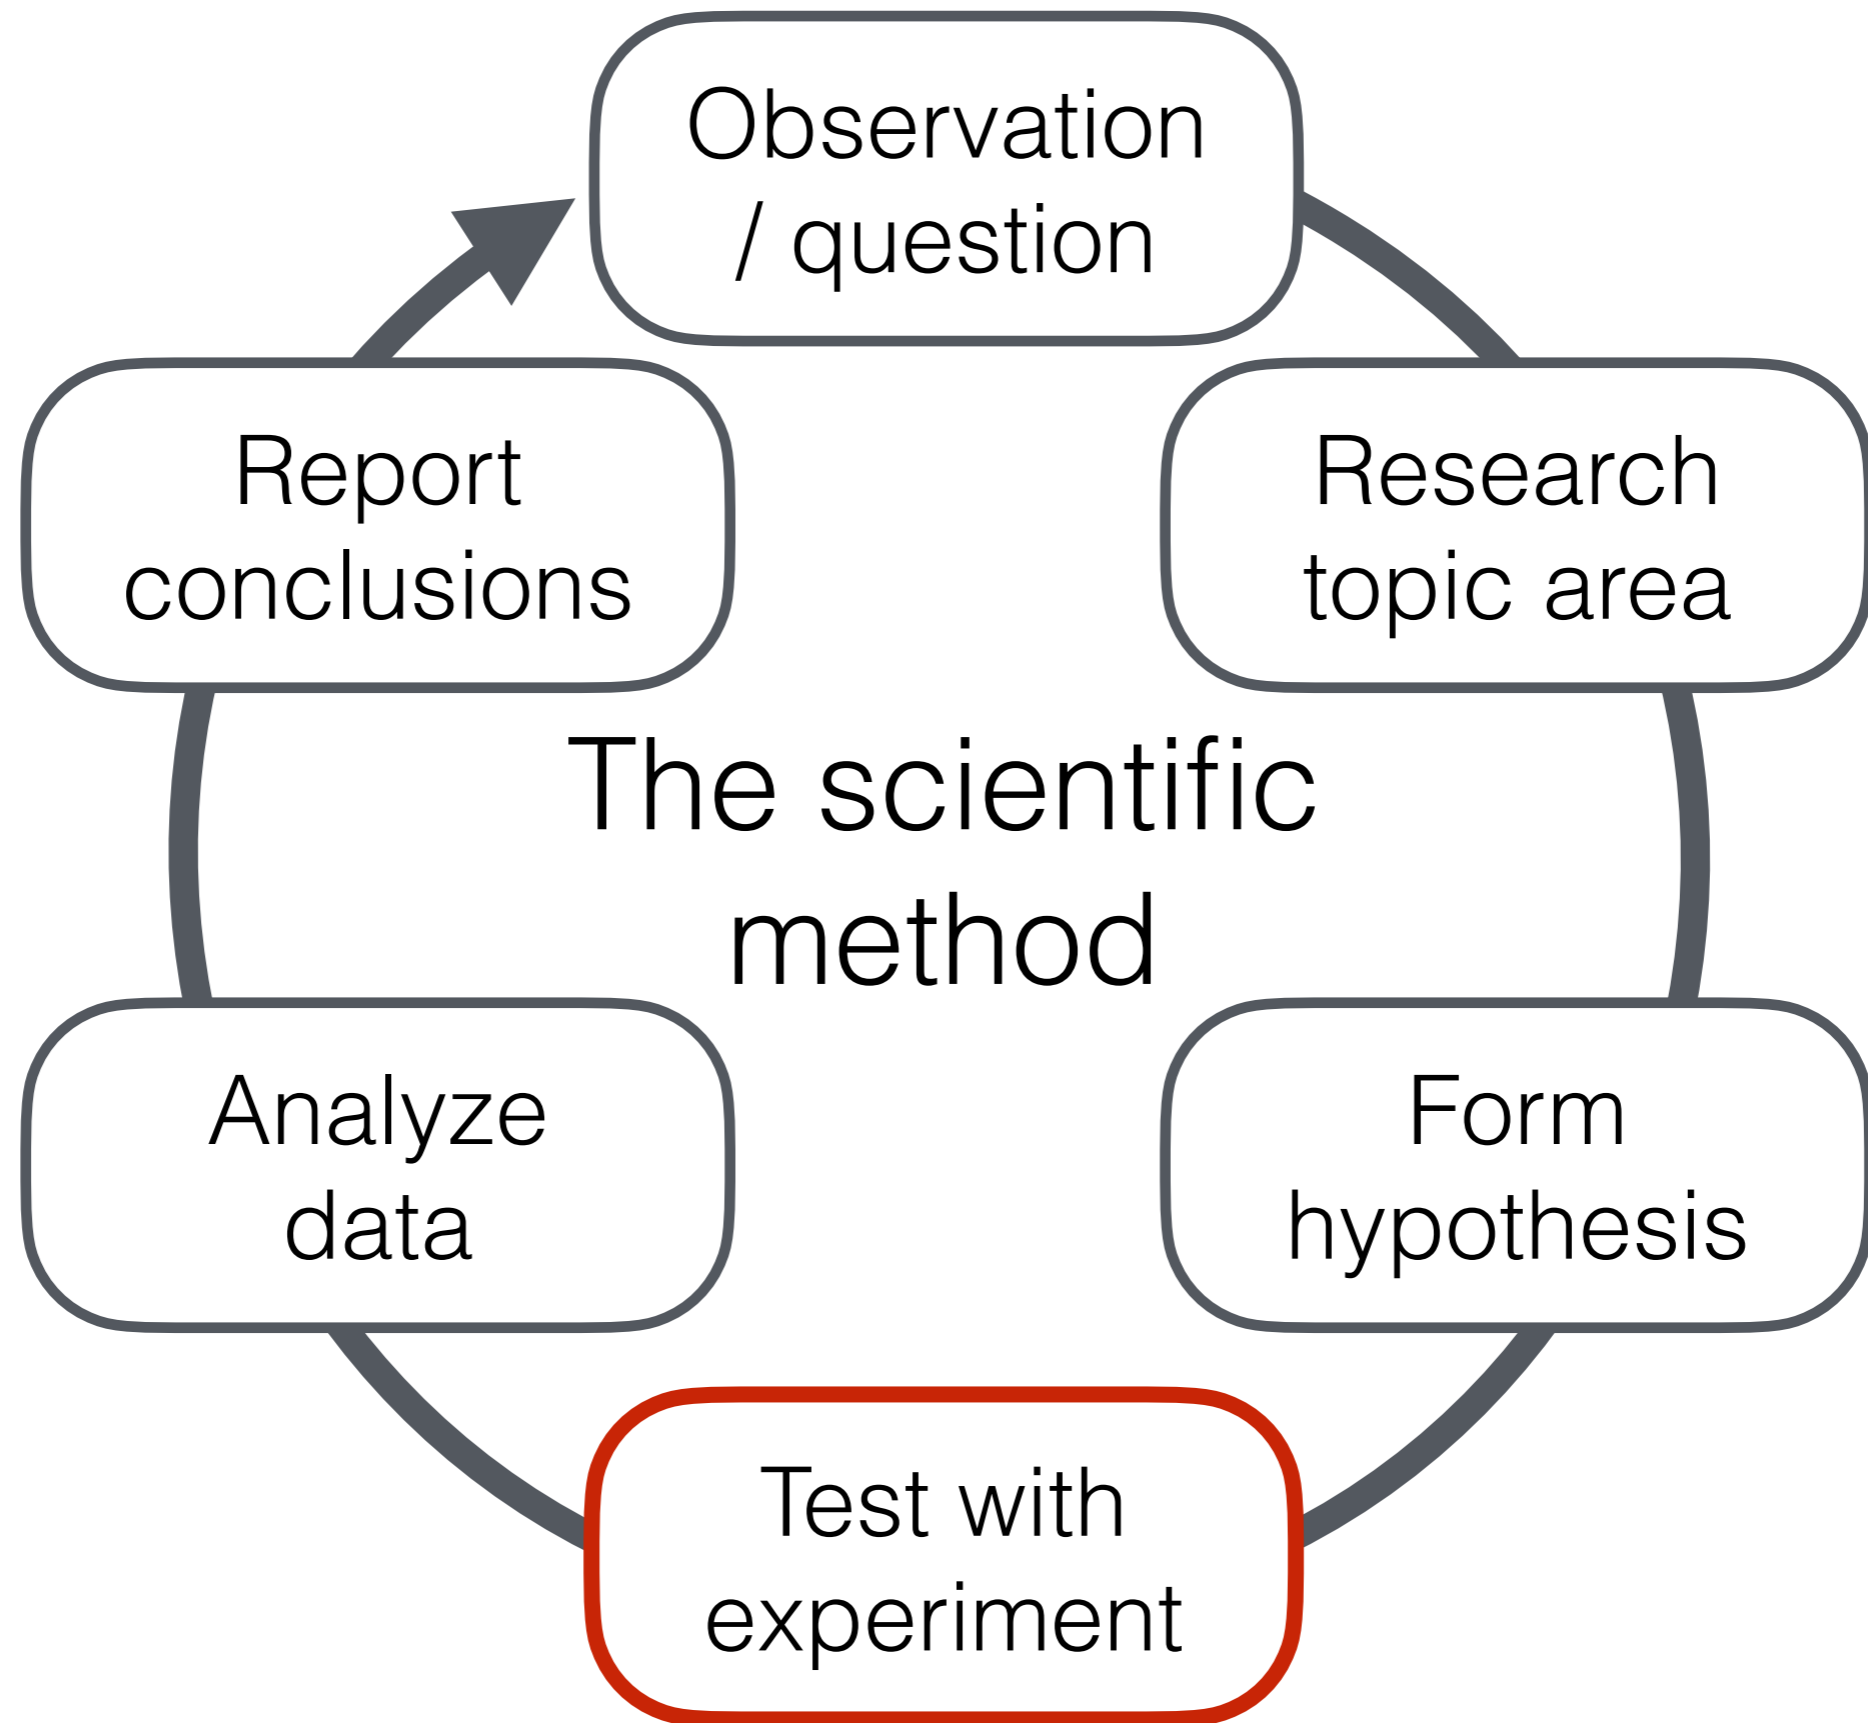 Observation
/ question
Research
topic area
Form
hypothesis
Test with
experiment
Analyze
data
Report
conclusions
The scientific
method